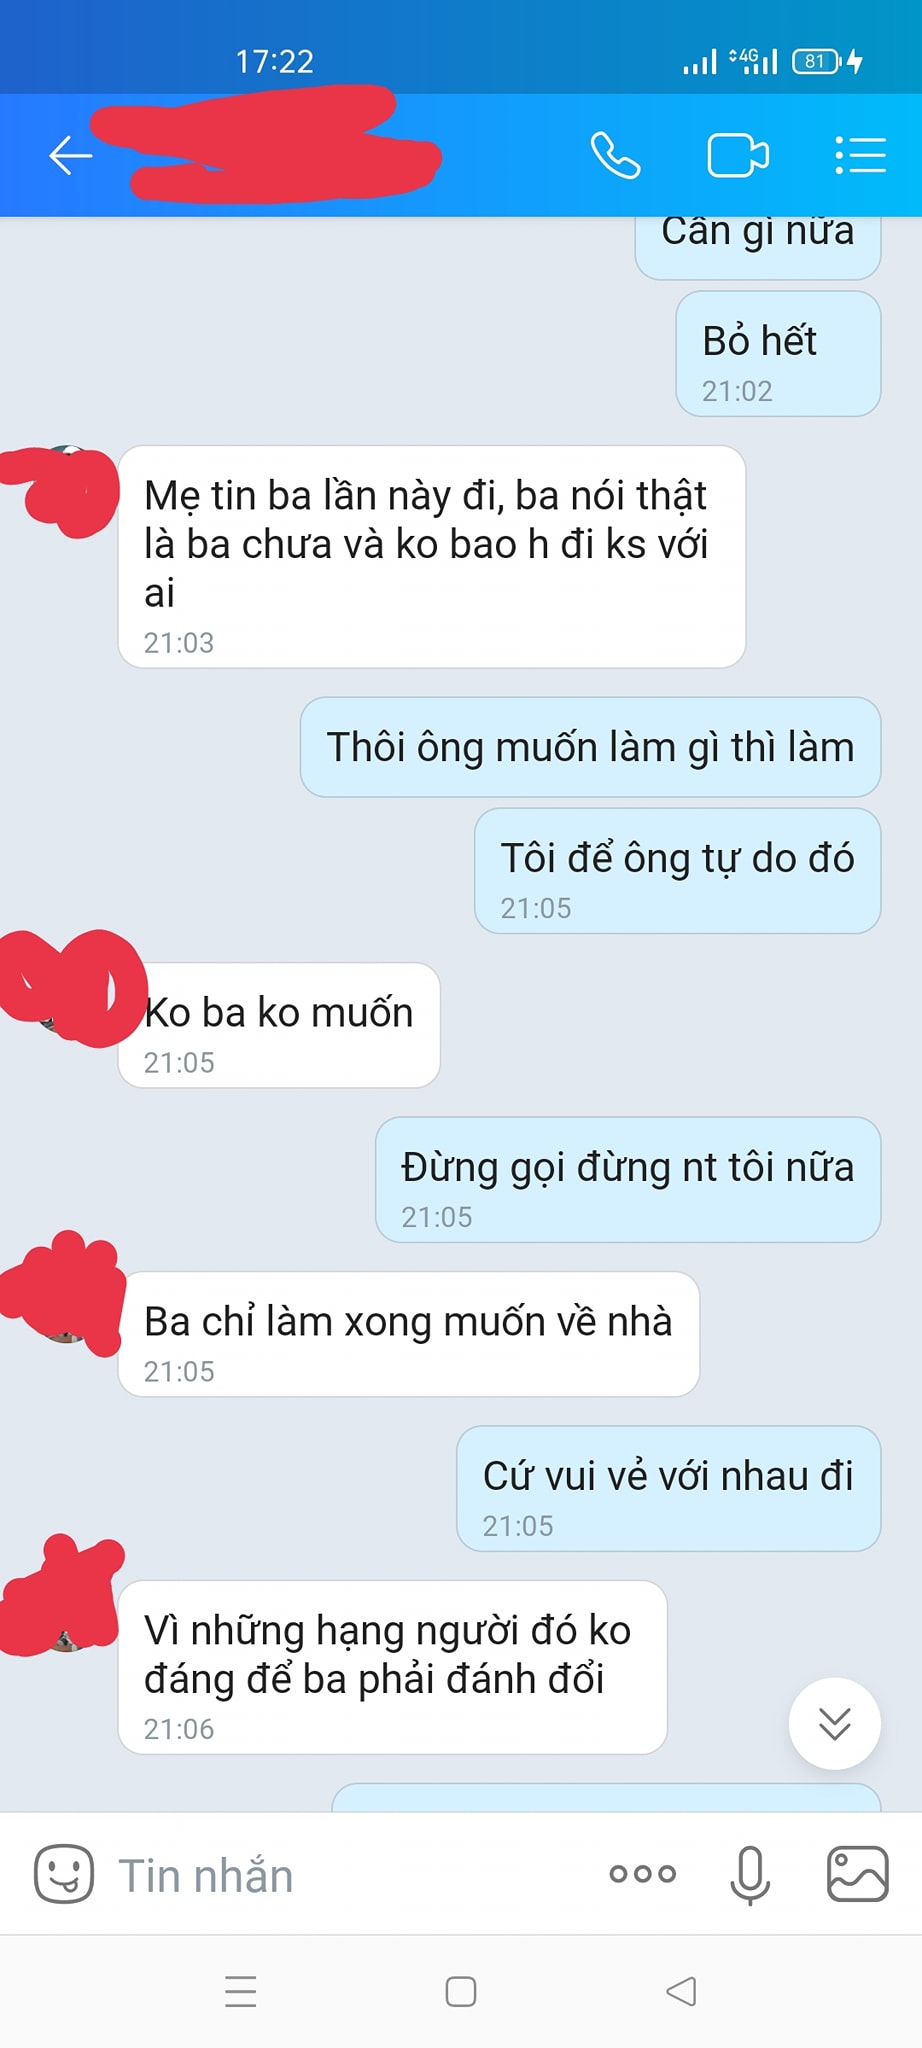 17:22
4G
81
Cần gì nữa
Bỏ hết
21:02
Mẹ tin ba lần này đi, ba nói thật
là ba chưa và ko bao h đi ks với
ai
21:03
Thôi ông muốn làm gì thì làm
Tôi để ông tự do đó
21:05
Ko ba ko muốn
21:05
Đừng gọi đừng nt tôi nữa
21:05
Ba chỉ làm xong muốn về nhà
21:05
Cứ vui vẻ với nhau đi
21:05
Vì những hạng người đó ko
đáng để ba phải đánh đổi
21:06
Tin nhắn